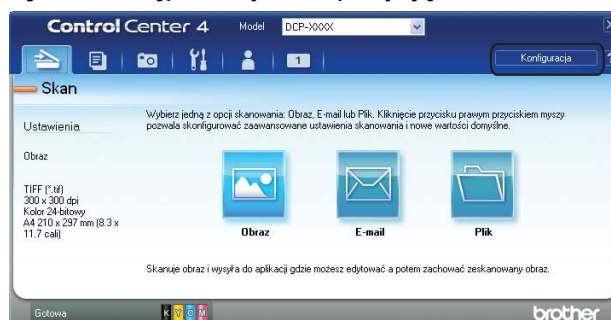 Control Center 4 Model DCP-XXXX
1
Konfiguracja
?
Skan
Wybierz jedną z opcji skanowania: Obraz, E-mail lub Plik. Kliknięcie przycisku prawym przyciskiem myszy
pozwala skonfigurować zaawansowane ustawienia skanowania i nowe wartości domyślne.
Ustawienia
Obraz
TIFF (*.tif)
300 x 300 dpi
Kolor 24-bitowy
A4 210 x 297 mm (8.3 x
11.7 cali)
Obraz E-mail Plik
Skanuje obraz i wysyła do aplikacji gdzie możesz edytować a potem zachować zeskanowany obraz.
Gotowa K Y C M brother